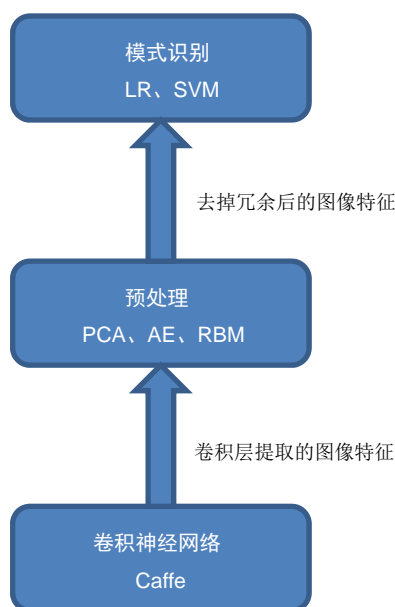 模式识别
LR、SVM
去掉冗余后的图像特征
预处理
PCA、AE、RBM
卷积层提取的图像特征
卷积神经网络
Caffe